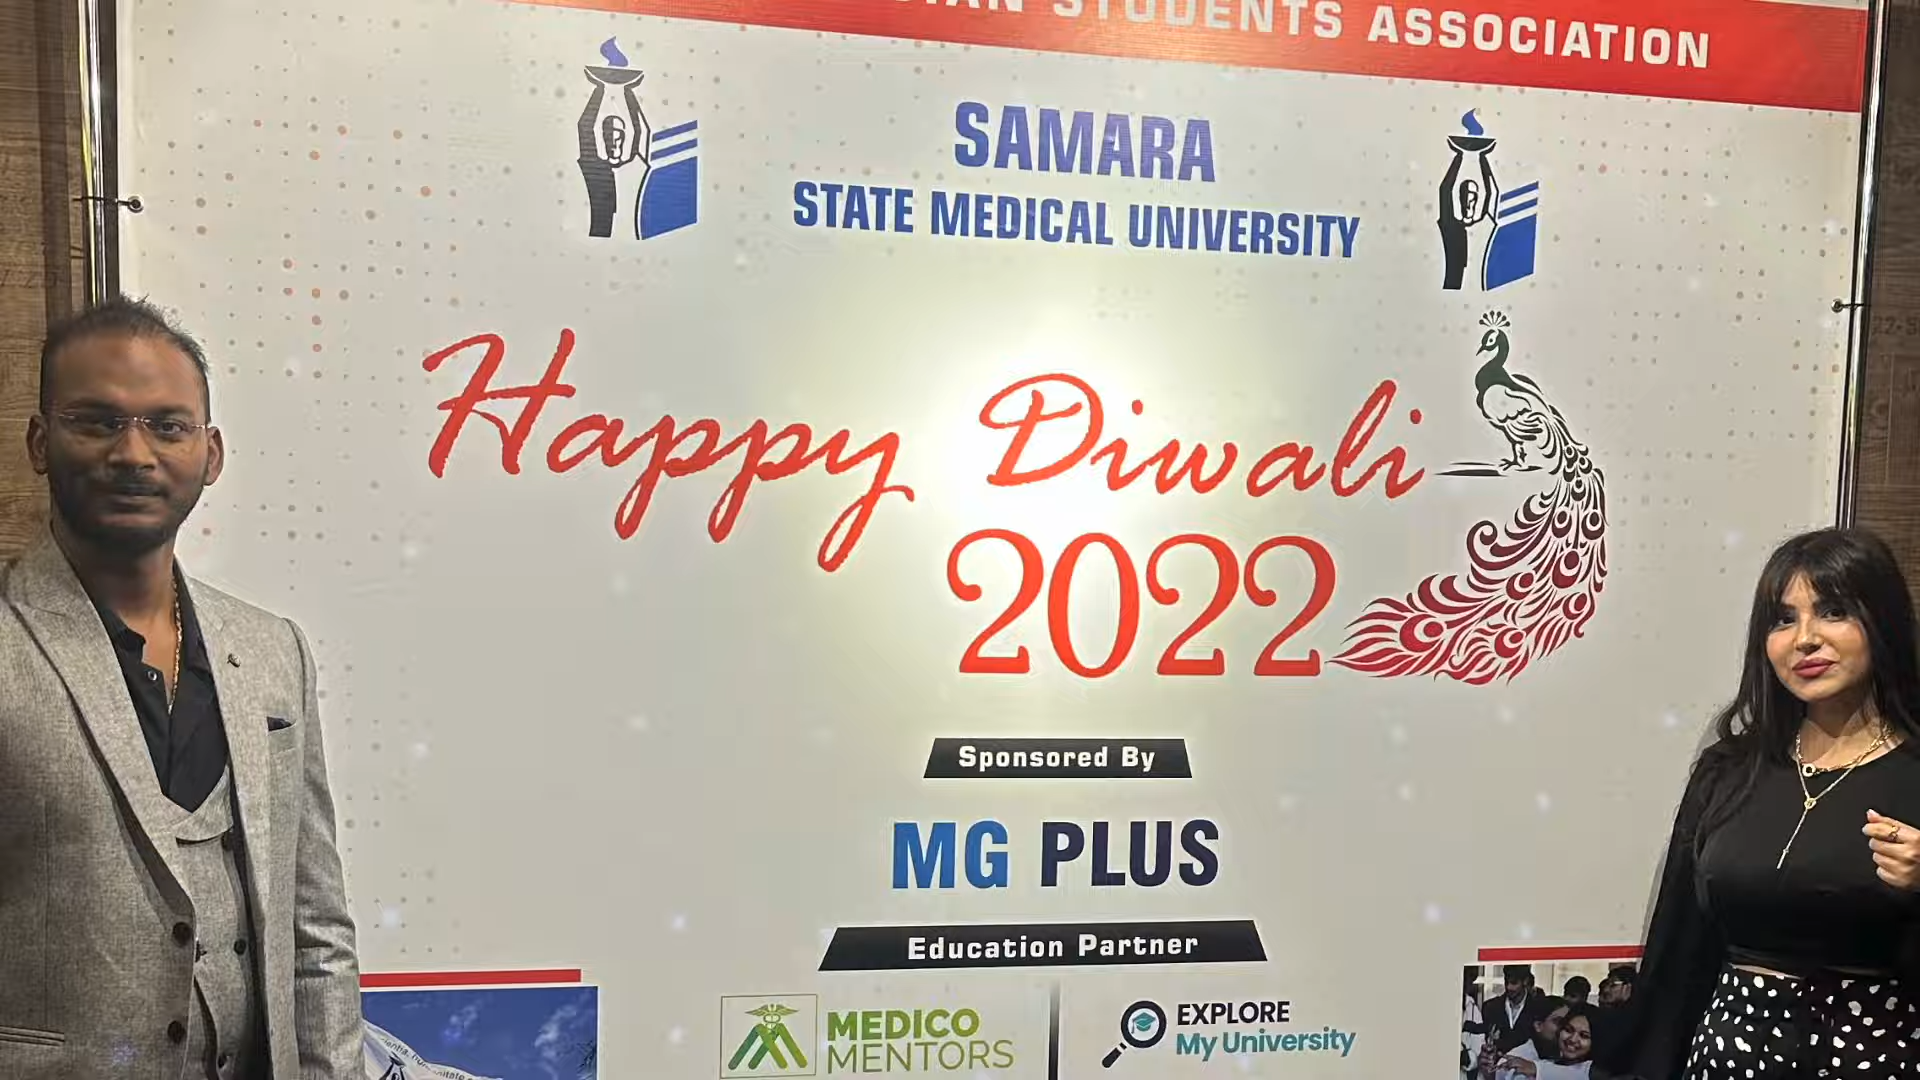 STUDENTS ASSOCIATION
SAMARA
STATE MEDICAL UNIVERSITY
Happy Diwali
2022
Sponsored By
MG PLUS
Education Partner
MEDICO
MENTORS
EXPLORE
My University